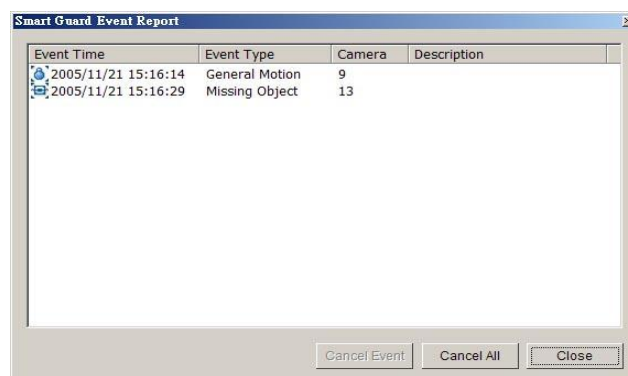 Smart Guard Event Report
Event Time Event Type Camera Description
2005/11/21 15:16:14 General Motion 9
2005/11/21 15:16:29 Missing Object 13
Cancel Event Cancel All Close